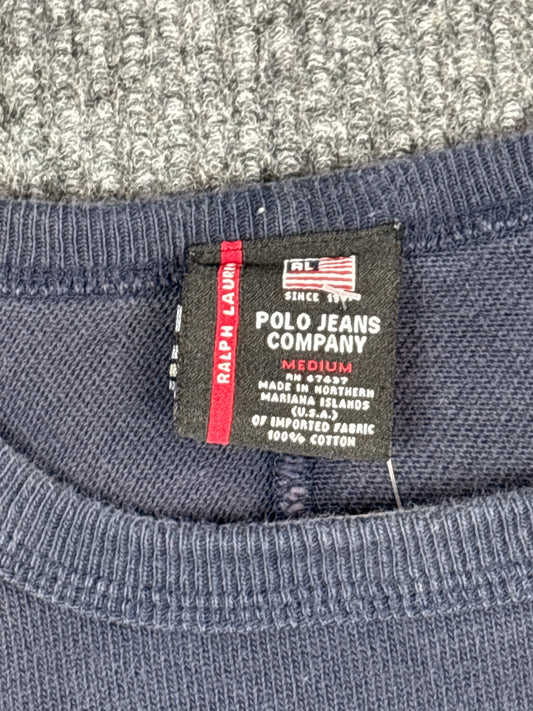 RALPH LAUREN
RL
SINCE
POLO JEANS
COMPANY
MEDIUM
RN 67437
MADE IN NORTHERN
MARIANA ISLANDS
(U.S.A.)
OF IMPORTED FABRIC
100% COTTON